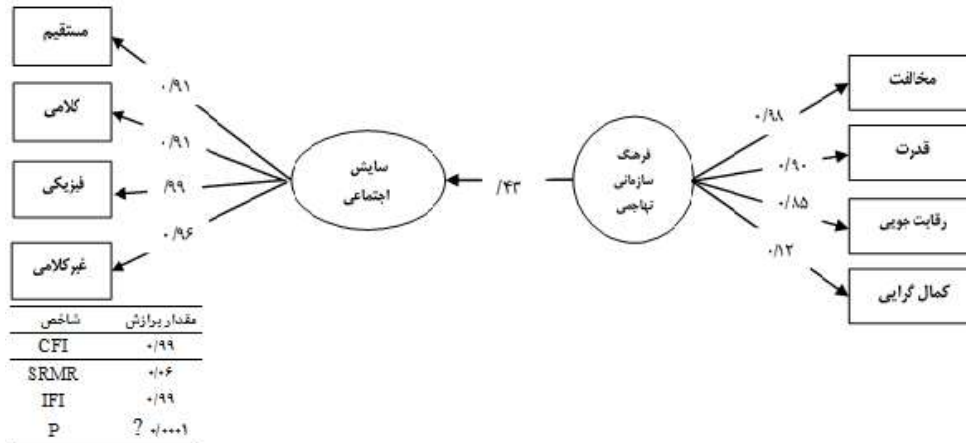 مخالفت
قدرت
رقابت جویی
کمال گرایی
۰/۹۸
۰/۹۰
۰/۸۵
۰/۱۲
فرهنگ
سازمانی
تهاجمی
/۴۳
سایش
اجتماعی
۰/۹۱
۰/۹۱
/۹۹
۰/۹۶
مستقیم
کلامی
فیزیکی
غیرکلامی
شاخص مقدار برازش
CFI ۰/۹۹
SRMR ۰/۰۶
IFI ۰/۹۹
P ? ۰/۰۰۰۱